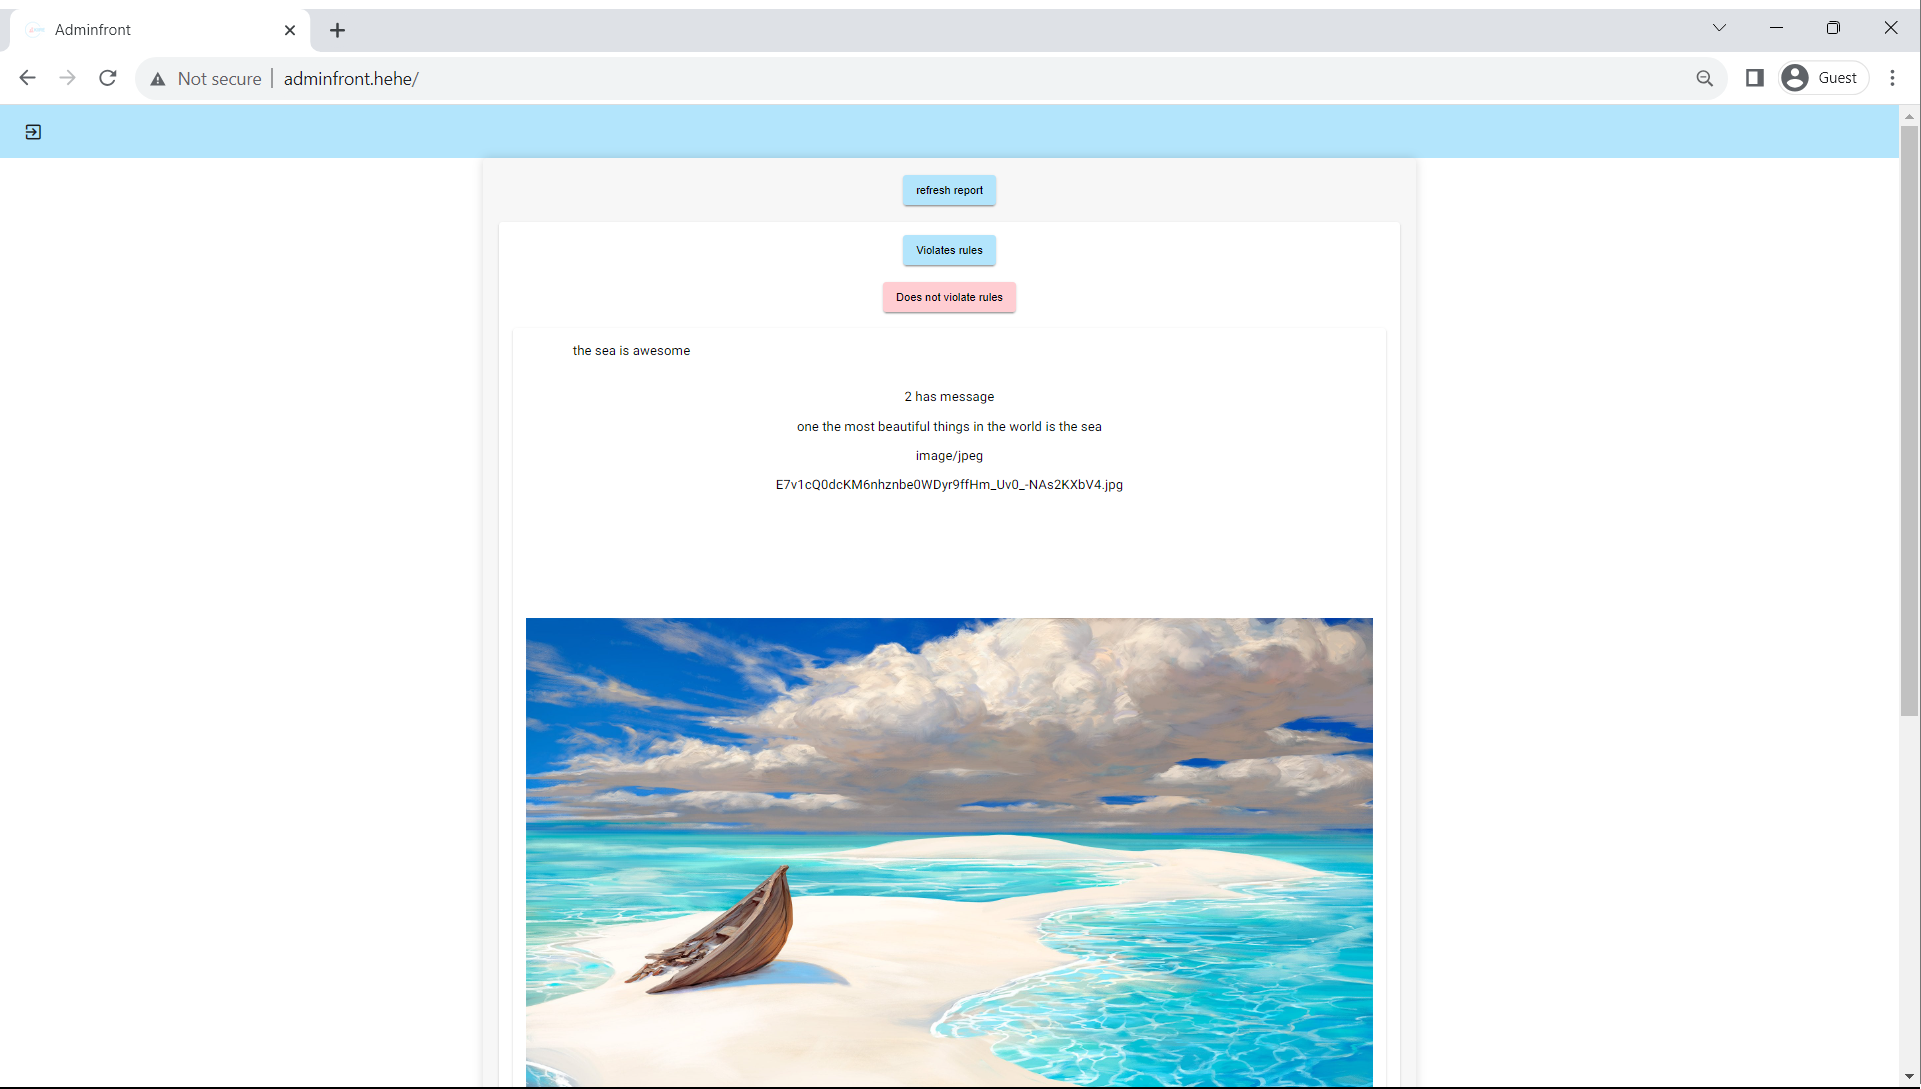 Adminfront
Not secure
adminfront.hehe/
Guest
refresh report
Violates rules
Does not violate rules
the sea is awesome
2 has message
one the most beautiful things in the world is the sea
image/jpeg
E7v1cQ0dcKM6nhznbe0WDyr9ffHm_Uv0_-NAs2KXbV4.jpg